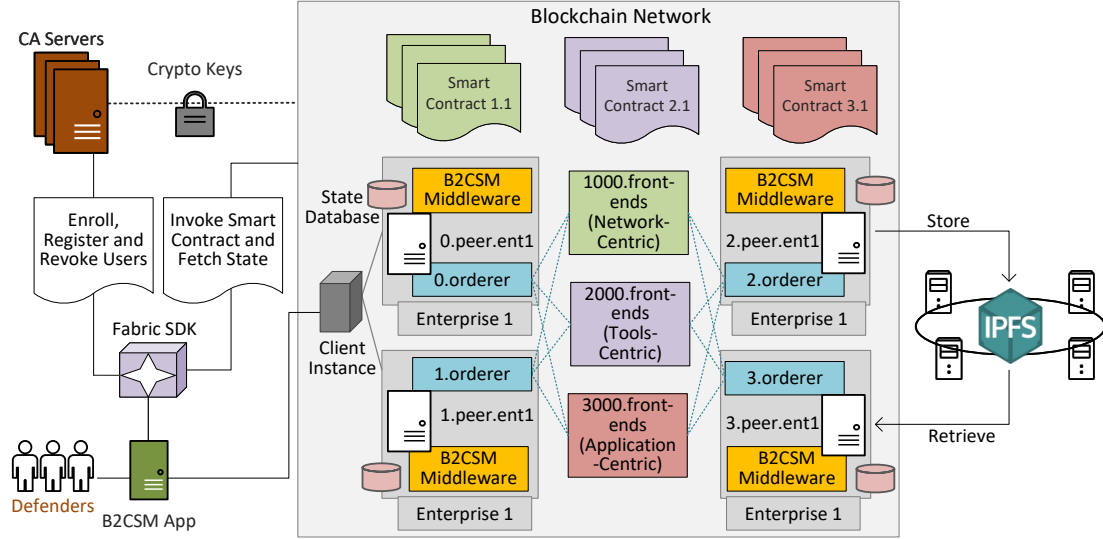 Blockchain Network
CA Servers
Crypto Keys
Smart
Contract 1.1
Smart
Contract 2.1
Smart
Contract 3.1
Enroll,
Register and
Revoke Users
Invoke Smart
Contract and
Fetch State
Fabric SDK
Defenders
B2CSM App
State
Database
Client
Instance
B2CSM
Middleware
0.peer.ent1
0.orderer
Enterprise 1
1.orderer
1.peer.ent1
B2CSM
Middleware
Enterprise 1
1000.front-
ends
(Network-
Centric)
2000.front-
ends
(Tools-
Centric)
3000.front-
ends
(Application
-Centric)
B2CSM
Middleware
2.peer.ent1
2.orderer
Enterprise 1
3.orderer
3.peer.ent1
B2CSM
Middleware
Enterprise 1
Store
IPFS
Retrieve